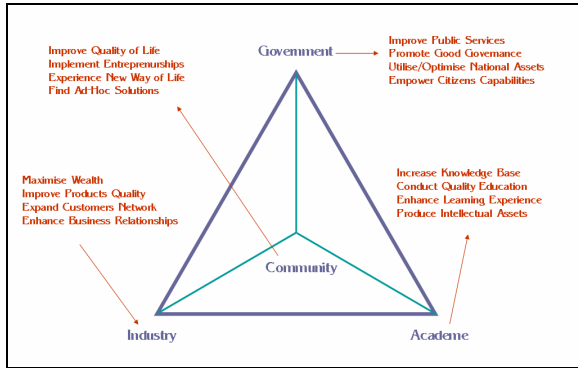 Improve Quality of Life
Implement Entreprenurships
Experience New Way of Life
Find Ad-Hoc Solutions
Government
Improve Public Services
Promote Good Governance
Utilise/Optimise National Assets
Empower Citizens Capabilities
Maximise Wealth
Improve Products Quality
Expand Customers Network
Enhance Business Relationships
Increase Knowledge Base
Conduct Quality Education
Enhance Learning Experience
Produce Intellectual Assets
Community
Industry
Academe